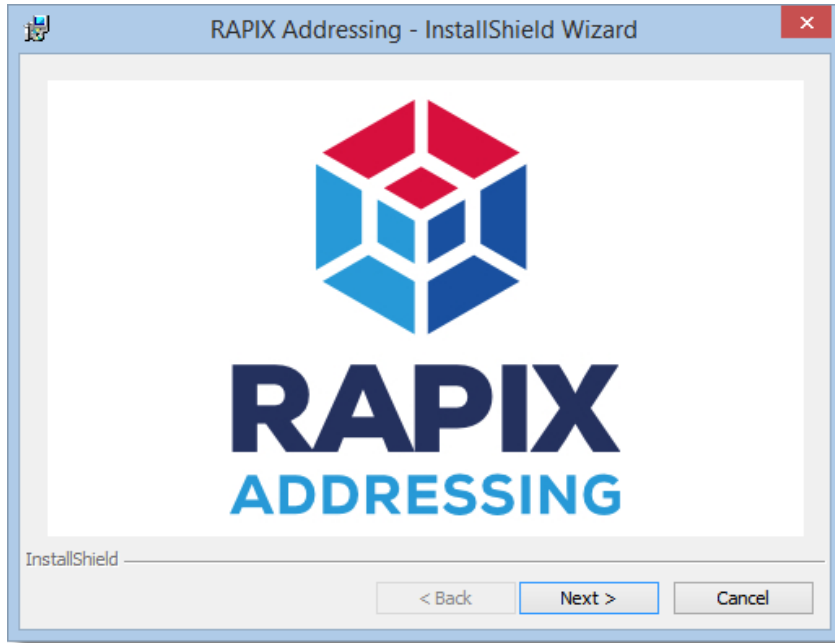 RAPIX Addressing - InstallShield Wizard
RAPIX
ADDRESSING
InstallShield
< Back Next > Cancel